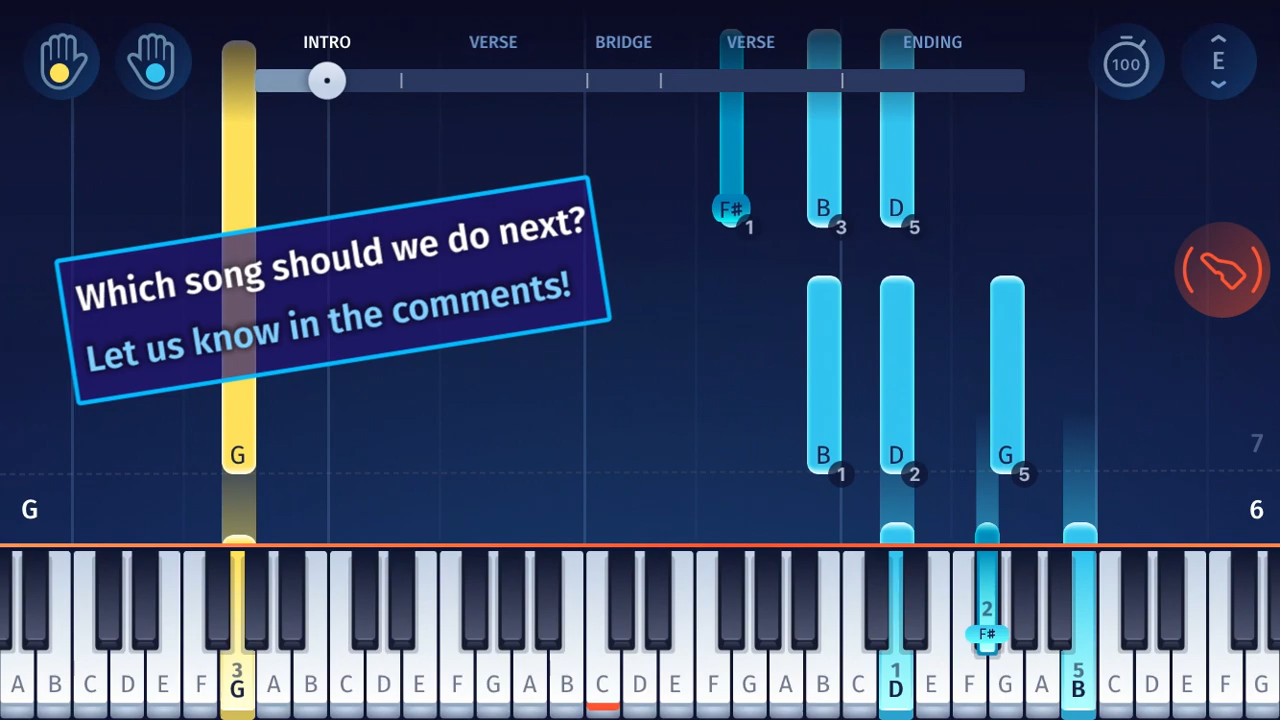 INTRO VERSE BRIDGE VERSE ENDING
100 E
F# 1 B 3 D 5
Which song should we do next?
Let us know in the comments!
G B 1 D 2 G 5 7
G 6
2
F#
3 1 5
A B C D E F G A B C D E F G A B C D E F G A B C D E F G A B C D E F G